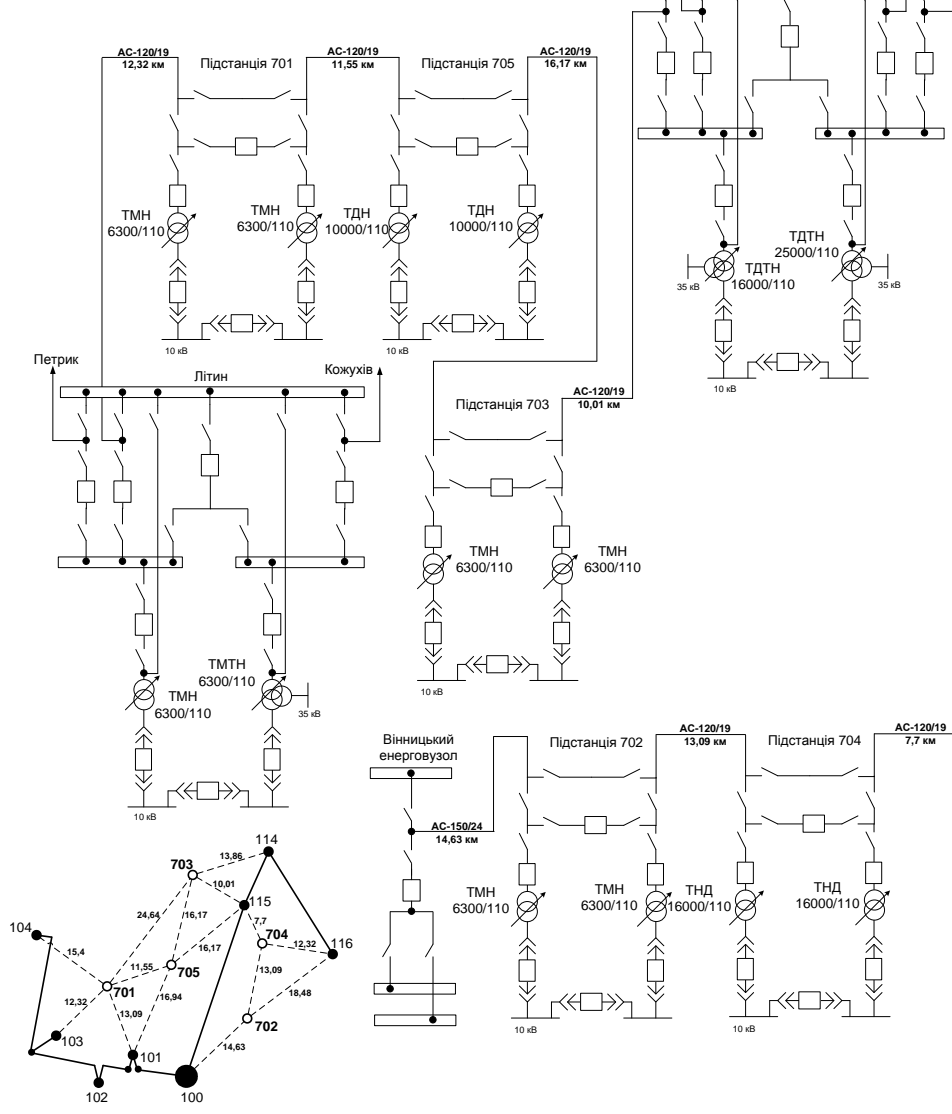 АС-120/19
12,32 км
Підстанція 701
АС-120/19
11,55 км
Підстанція 705
АС-120/19
16,17 км
ТМН
6300/110
ТМН
6300/110
ТДН
10000/110
ТДН
10000/110
10 кВ
10 кВ
ТДТН
16000/110
35 кВ
ТДТН
25000/110
35 кВ
10 кВ
Петрик
Літин
Кожухів
ТМН
6300/110
ТМТН
6300/110
35 кВ
10 кВ
Підстанція 703
АС-120/19
10,01 км
ТМН
6300/110
ТМН
6300/110
10 кВ
Вінницький
енерговузол
АС-150/24
14,63 км
Підстанція 702
АС-120/19
13,09 км
Підстанція 704
АС-120/19
7,7 км
ТМН
6300/110
ТМН
6300/110
ТНД
16000/110
ТНД
16000/110
10 кВ
10 кВ
114
703
13,86
10,01
115
24,64
16,17
7,7
104
704
15,4
16,17
12,32
116
11,55
705
13,09
701
12,32
16,94
18,48
13,09
702
103
101
14,63
102
100